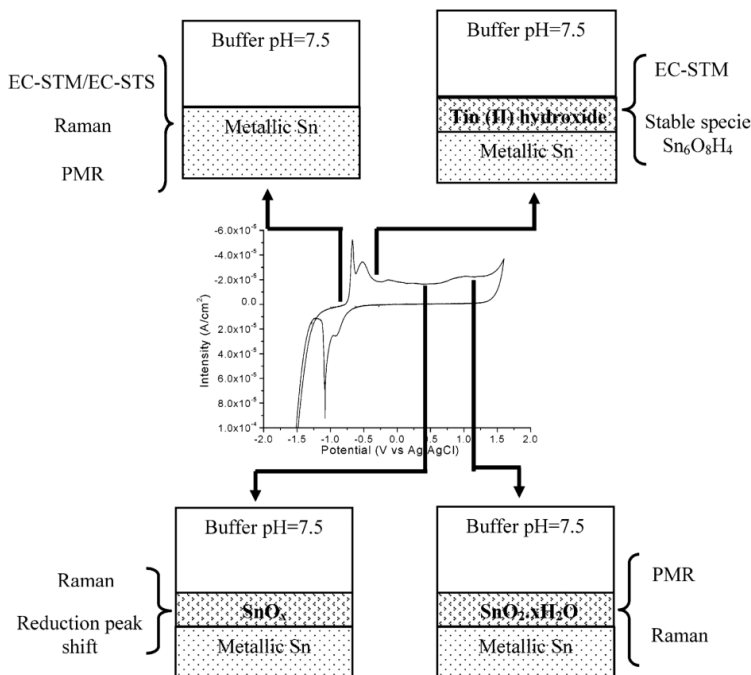 Buffer pH=7.5
EC-STM/EC-STS
Raman
PMR
Metallic Sn
Buffer pH=7.5
Tin (II) hydroxide
Metallic Sn
EC-STM
Stable specie
Sn6O8H4
-6.0x10-5
-4.0x10-5
-2.0x10-5
0.0
2.0x10-5
4.0x10-5
6.0x10-5
8.0x10-5
1.0x10-4
Intensity (A/cm2)
-2.0 -1.5 -1.0 -0.5 0.0 0.5 1.0 1.5 2.0
Potential (V vs Ag/AgCl)
Buffer pH=7.5
Raman
Reduction peak
shift
SnOx
Metallic Sn
Buffer pH=7.5
SnO2.xH2O
Metallic Sn
PMR
Raman